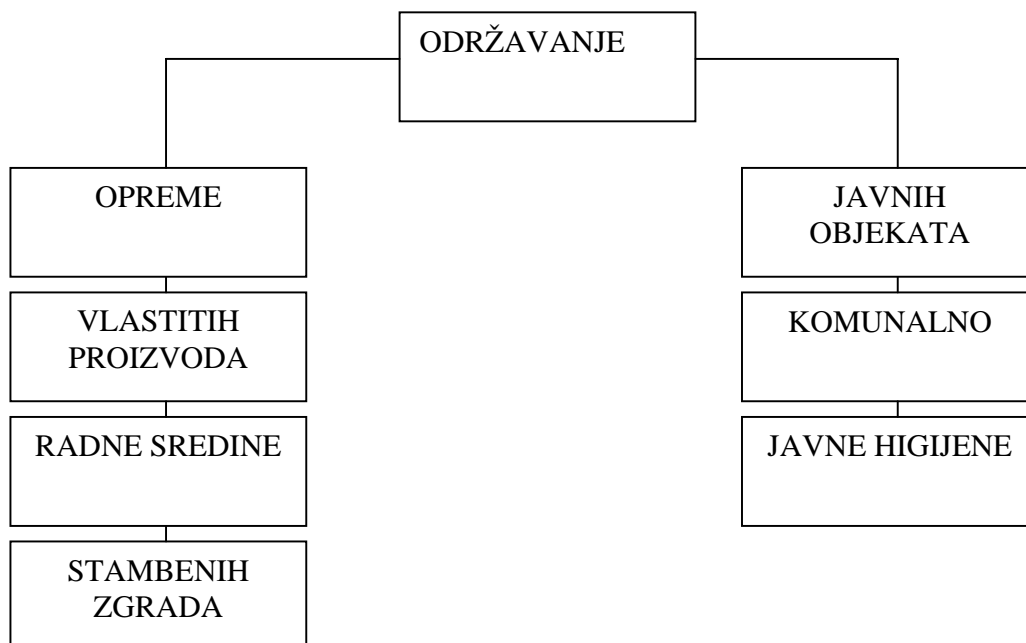 ODRŽAVANJE
OPREME
VLASTITIH
PROIZVODA
RADNE SREDINE
STAMBENIH
ZGRADA
JAVNIH
OBJEKATA
KOMUNALNO
JAVNE HIGIJENE